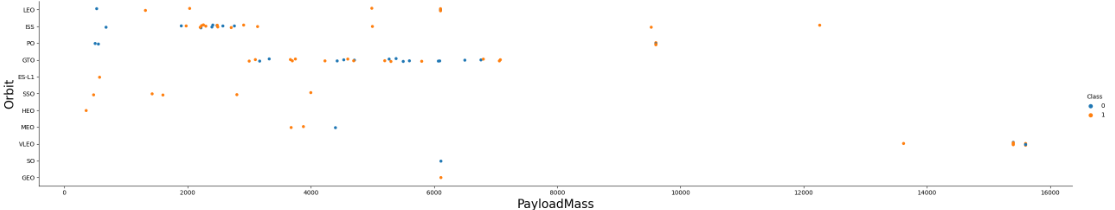 LEO
ISS
PO
GTO
ES-L1
SSO
HEO
MEO
VLEO
SO
GEO
Orbit
0 2000 4000 6000 8000 10000 12000 14000 16000
PayloadMass
Class
0
1